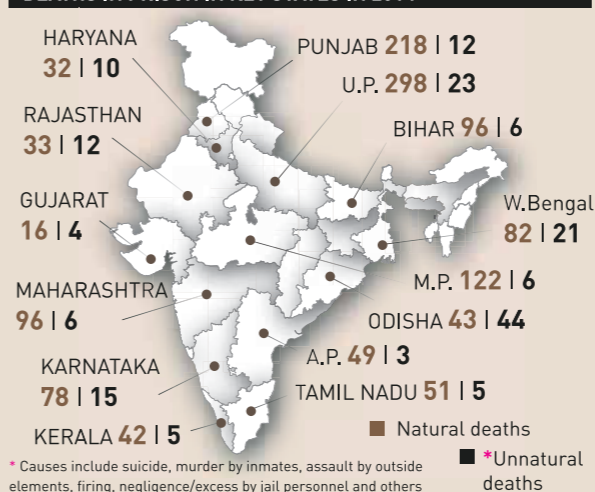 HARYANA
32 | 10
PUNJAB 218 | 12
U.P. 298 | 23
RAJASTHAN
33 | 12
BIHAR 96 | 6
GUJARAT
16 | 4
W.Bengal
82 | 21
M.P. 122 | 6
MAHARASHTRA
96 | 6
ODISHA 43 | 44
A.P. 49 | 3
KARNATAKA
78 | 15
TAMIL NADU 51 | 5
KERALA 42 | 5
Natural deaths
*Unnatural
deaths
* Causes include suicide, murder by inmates, assault by outside
elements, firing, negligence/excess by jail personnel and others